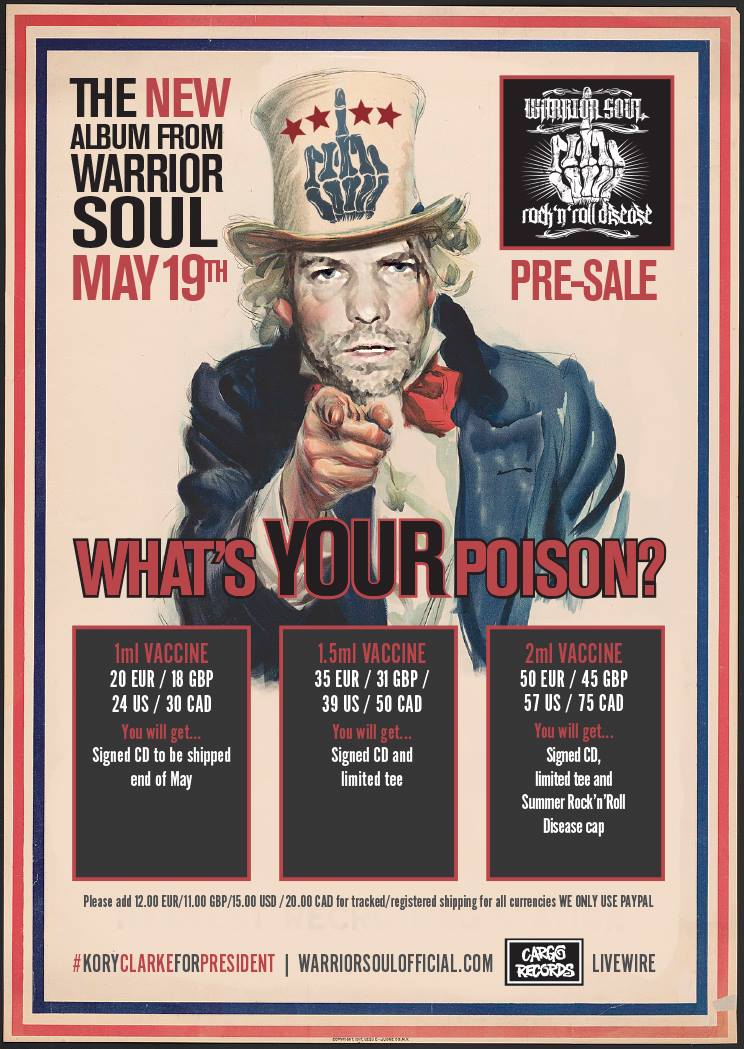 THE NEW
ALBUM FROM
WARRIOR
SOUL
MAY 19TH
WARRIOR SOUL
rock'n'roll disease
PRE-SALE
WHAT'S YOUR POISON?
1ml VACCINE
20 EUR / 18 GBP
24 US / 30 CAD
You will get...
Signed CD to be shipped
end of May
1.5ml VACCINE
35 EUR / 31 GBP /
39 US / 50 CAD
You will get...
Signed CD and
limited tee
2ml VACCINE
50 EUR / 45 GBP
57 US / 75 CAD
You will get...
Signed CD,
limited tee and
Summer Rock'n'Roll
Disease cap
Please add 12.00 EUR/11.00 GBP/15.00 USD /20.00 CAD for tracked/registered shipping for all currencies WE ONLY USE PAYPAL
#KORYCLARKEFORPRESIDENT | WARRIORSOULOFFICIAL.COM
CARGO
RECORDS
LIVEWIRE